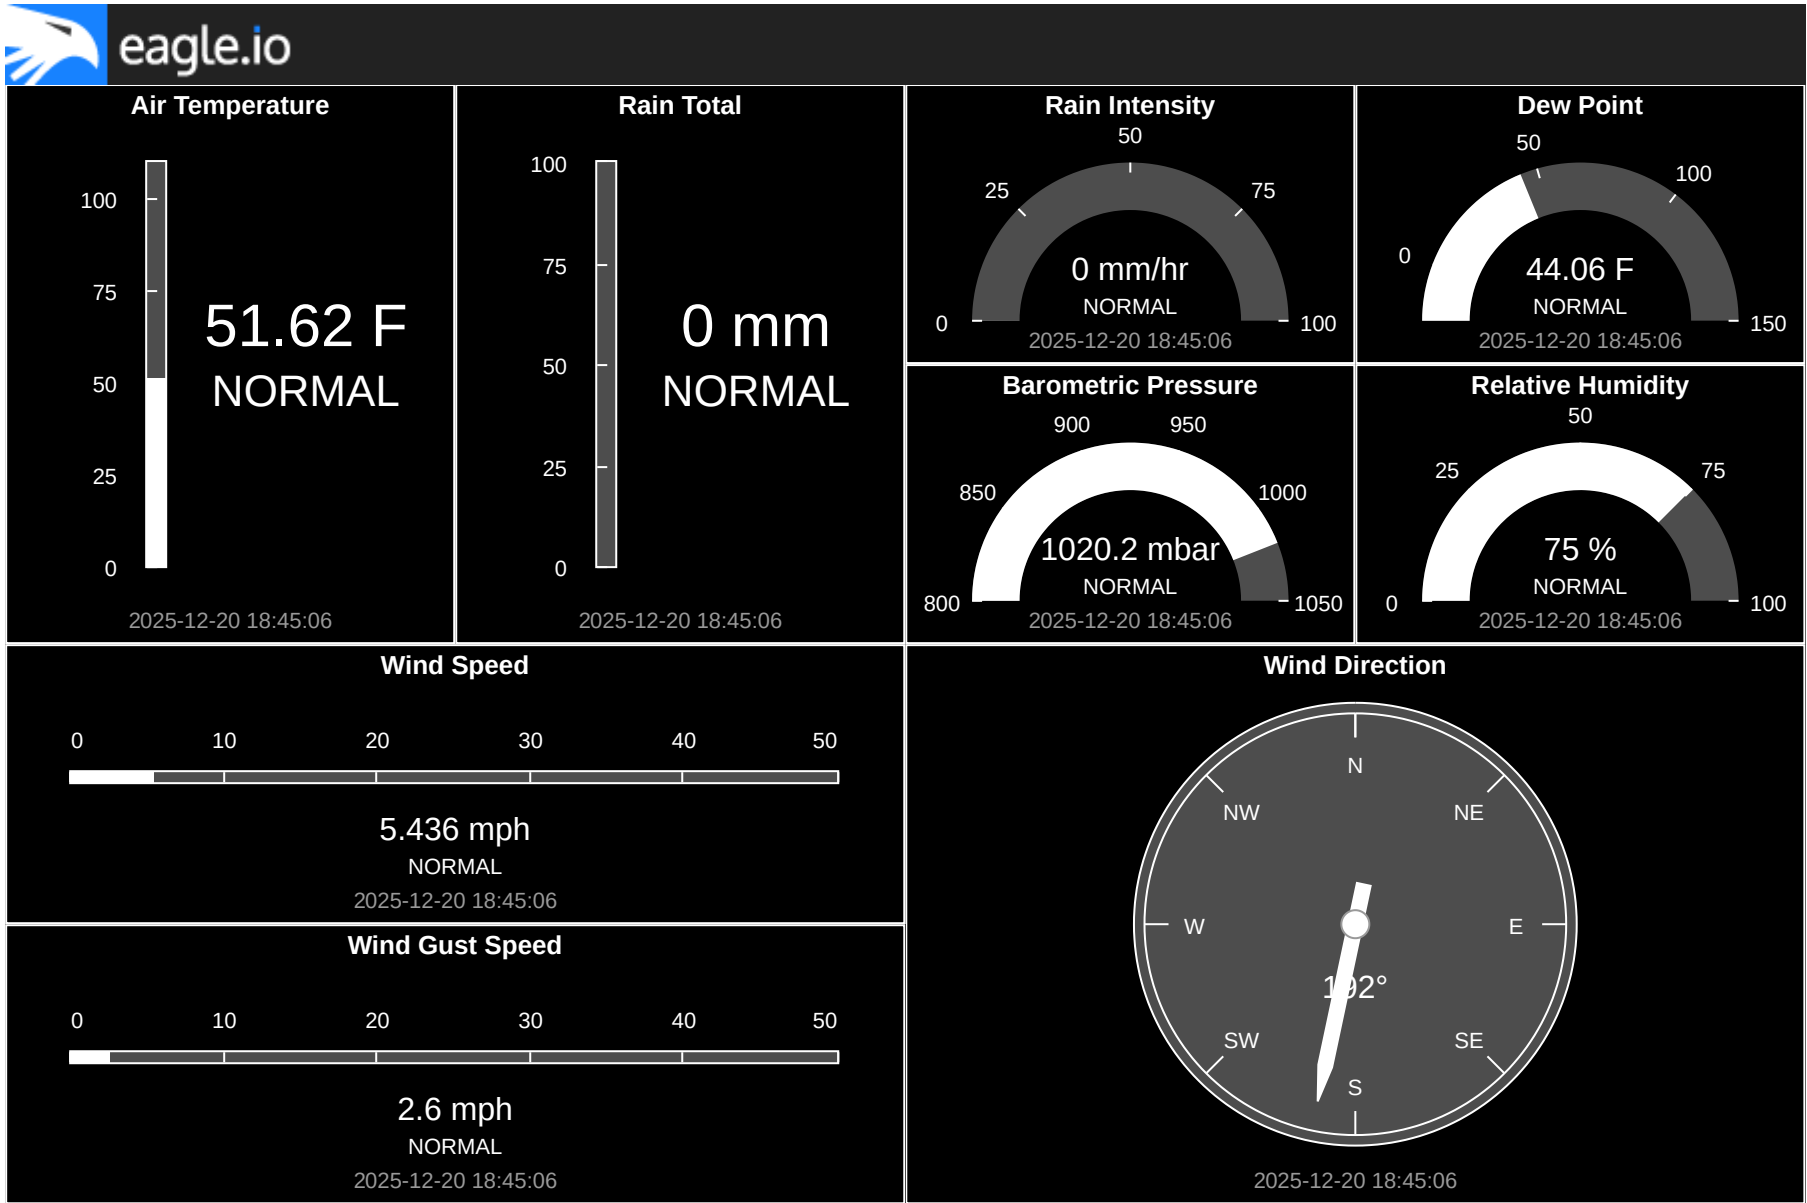 eagle.io
Air Temperature
100
75
50
25
0
51.62 F
NORMAL
2025-12-20 18:45:06
Rain Total
100
75
50
25
0
0 mm
NORMAL
2025-12-20 18:45:06
Rain Intensity
50
25
75
0
100
0 mm/hr
NORMAL
2025-12-20 18:45:06
Dew Point
50
100
0
150
44.06 F
NORMAL
2025-12-20 18:45:06
Barometric Pressure
900
950
850
1000
800
1050
1020.2 mbar
NORMAL
2025-12-20 18:45:06
Relative Humidity
50
25
75
0
100
75 %
NORMAL
2025-12-20 18:45:06
Wind Speed
0 10 20 30 40 50
5.436 mph
NORMAL
2025-12-20 18:45:06
Wind Gust Speed
0 10 20 30 40 50
2.6 mph
NORMAL
2025-12-20 18:45:06
Wind Direction
N
NW NE
W E
192°
SW SE
S
2025-12-20 18:45:06